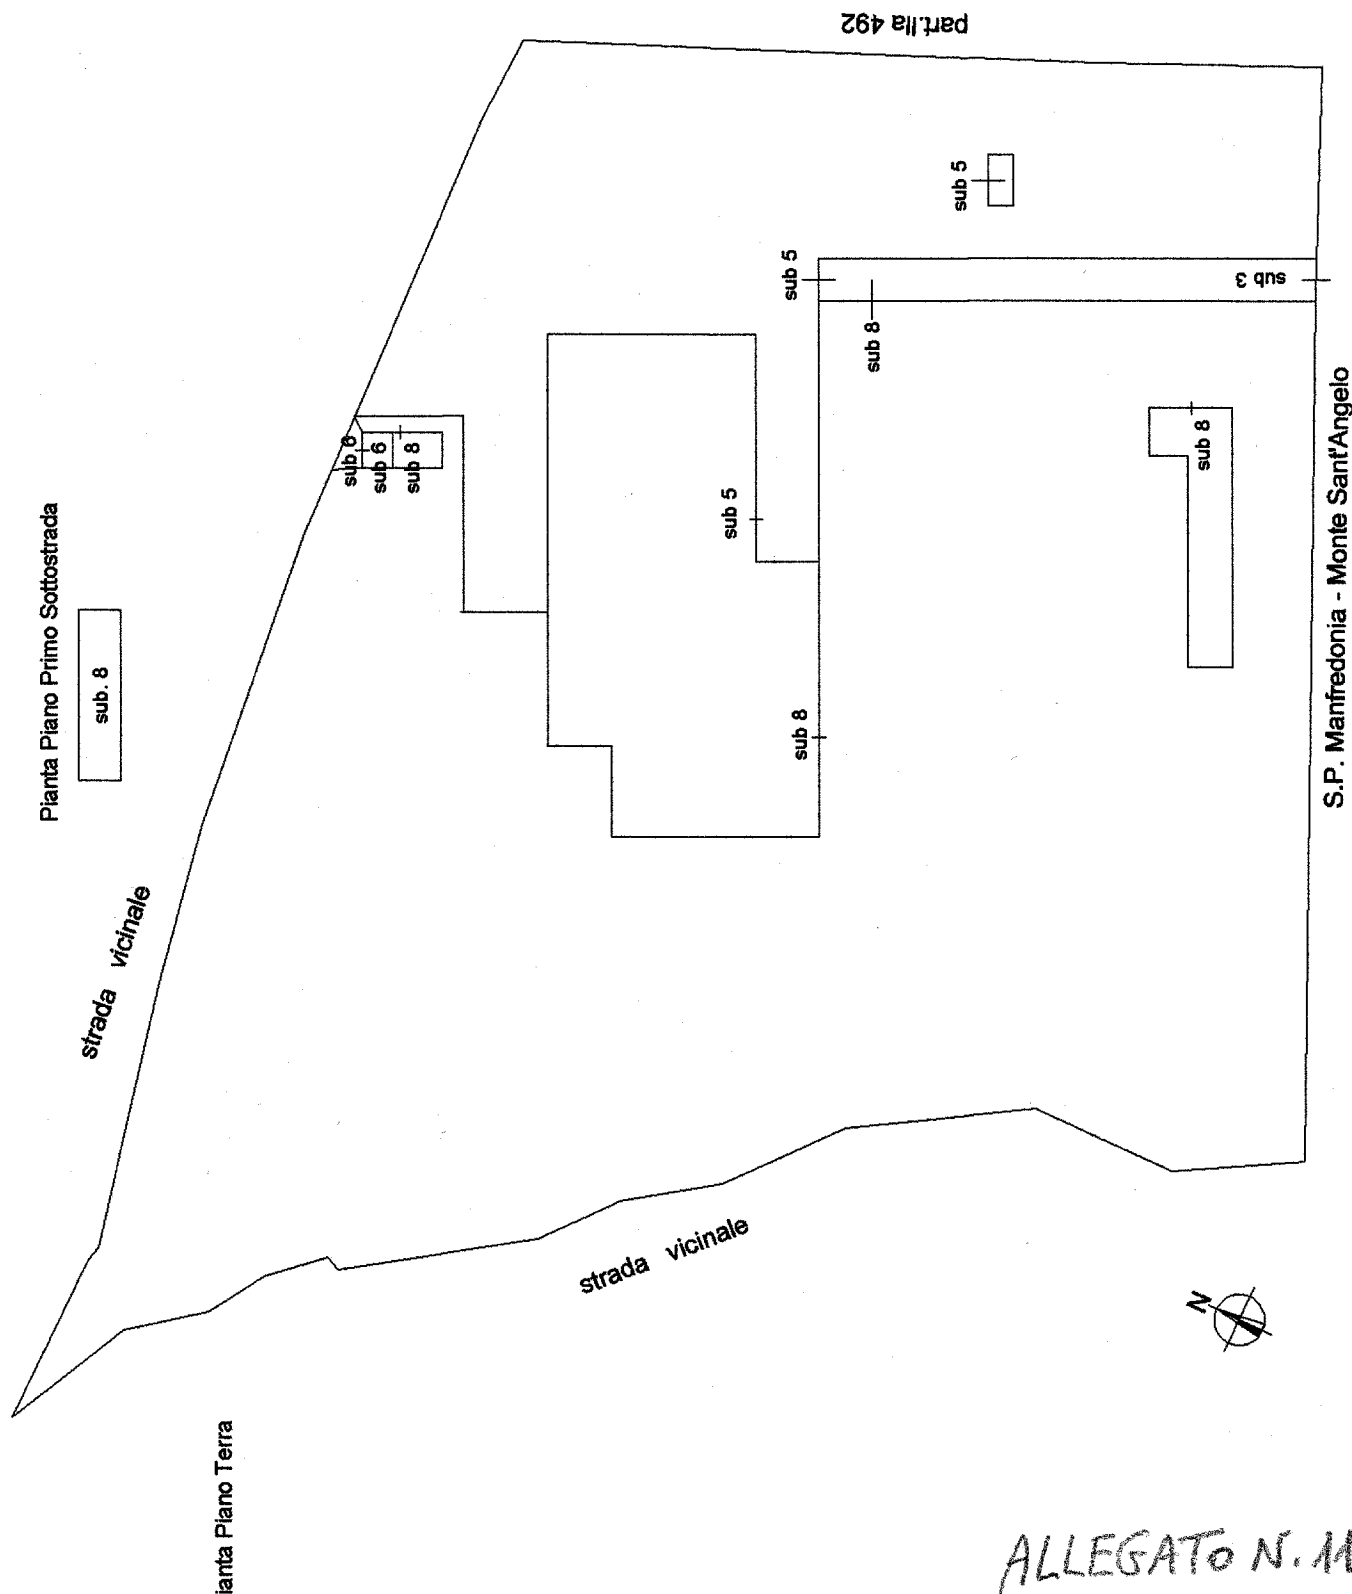 part.lla 492
sub 5
sub 5
sub 3
sub 8
sub 6
sub 6
sub 8
sub 8
sub 5
Pianta Piano Primo Sottostrada
sub. 8
sub 8
S.P. Manfredonia - Monte Sant'Angelo
strada vicinale
strada vicinale
N
ianta Piano Terra
ALLEGATO N. 11